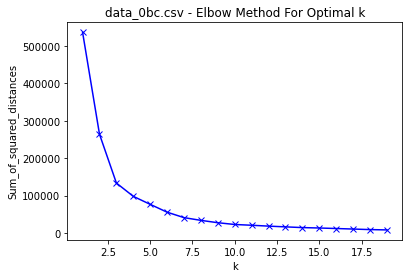 data_0bc.csv - Elbow Method For Optimal k
Sum_of_squared_distances
500000
400000
300000
200000
100000
0
2.5 5.0 7.5 10.0 12.5 15.0 17.5
k